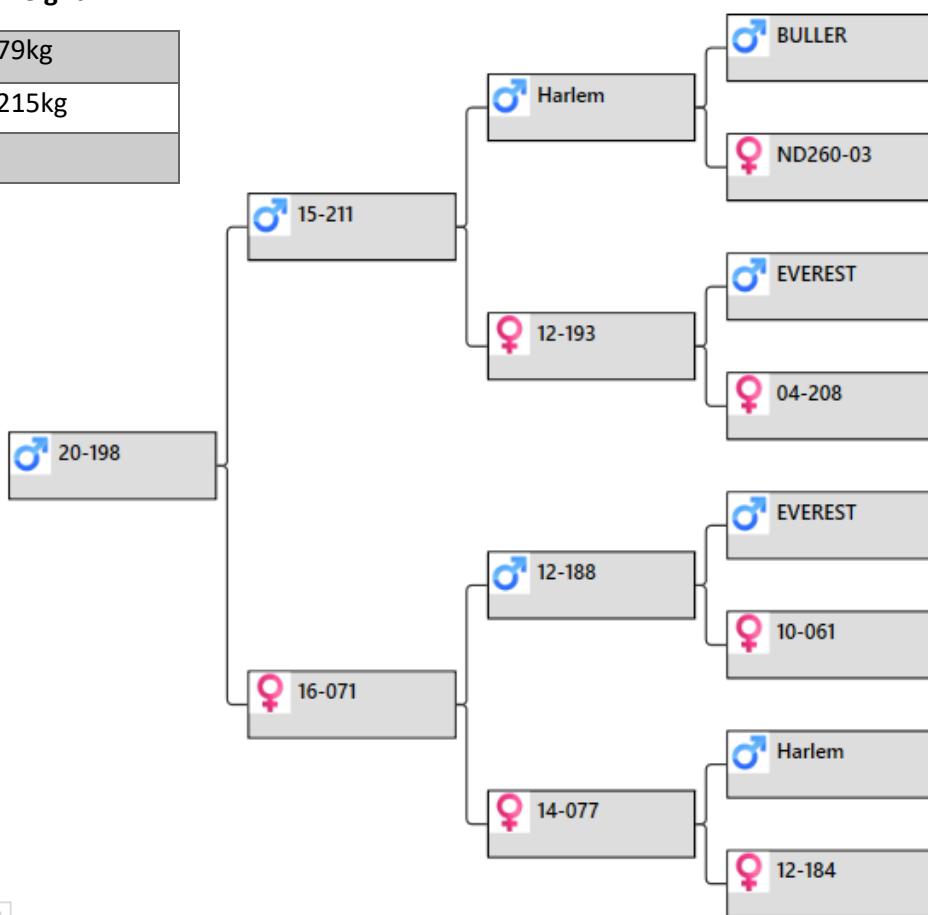 79kg
215kg
BULLER
Harlem
ND260-03
15-211
EVEREST
12-193
04-208
20-198
EVEREST
12-188
10-061
16-071
Harlem
14-077
12-184